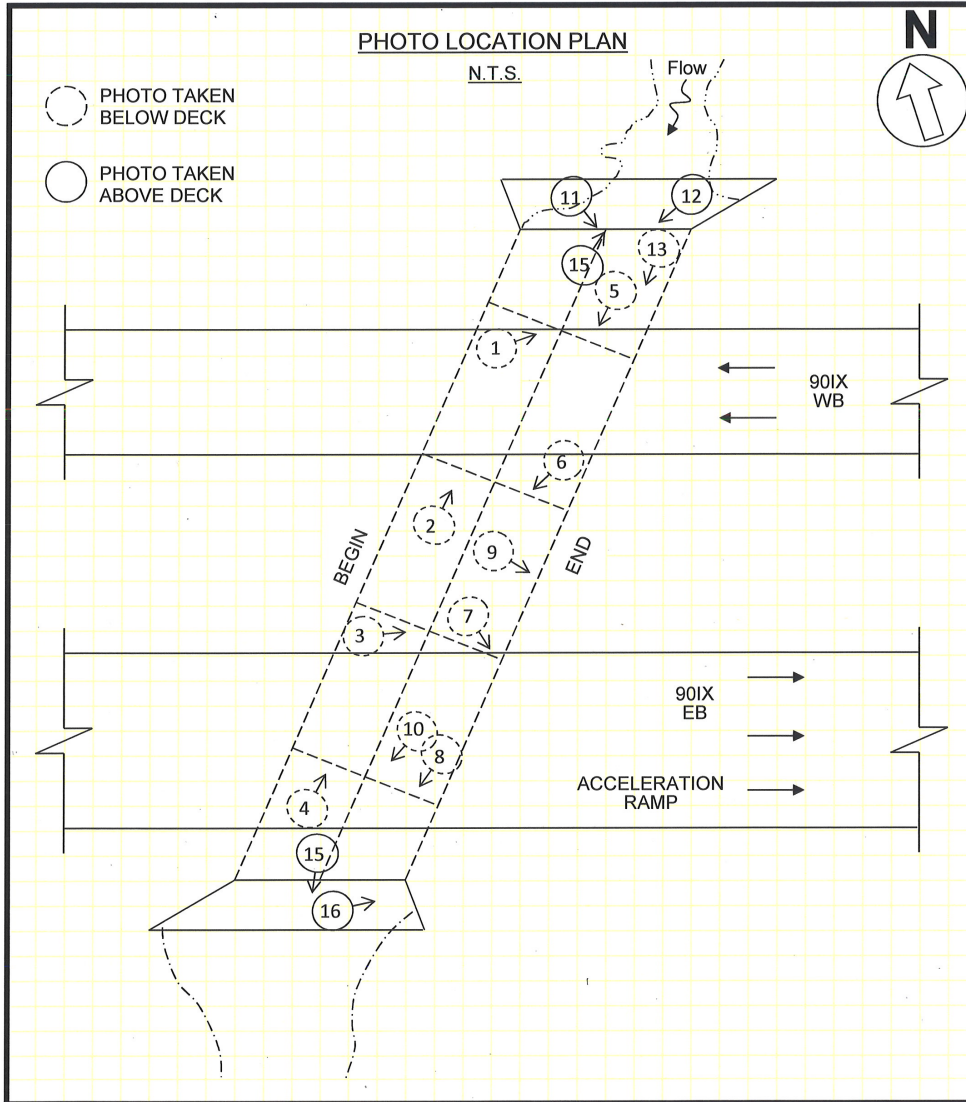 PHOTO LOCATION PLAN
N.T.S.
N
Flow
PHOTO TAKEN
BELOW DECK
PHOTO TAKEN
ABOVE DECK
11
12
15
13
5
1
90IX
WB
6
2
9
BEGIN
END
7
3
90IX
EB
10
8
4
ACCELERATION
RAMP
15
16